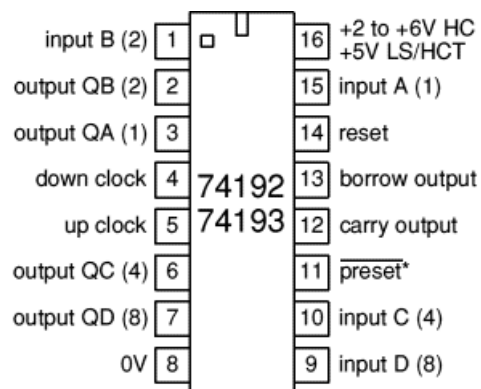 input B (2) 1 16 +2 to +6V HC
+5V LS/HCT
output QB (2) 2 15 input A (1)
output QA (1) 3 14 reset
down clock 4 74192 13 borrow output
up clock 5 74193 12 carry output
output QC (4) 6 11 preset*
output QD (8) 7 10 input C (4)
0V 8 9 input D (8)